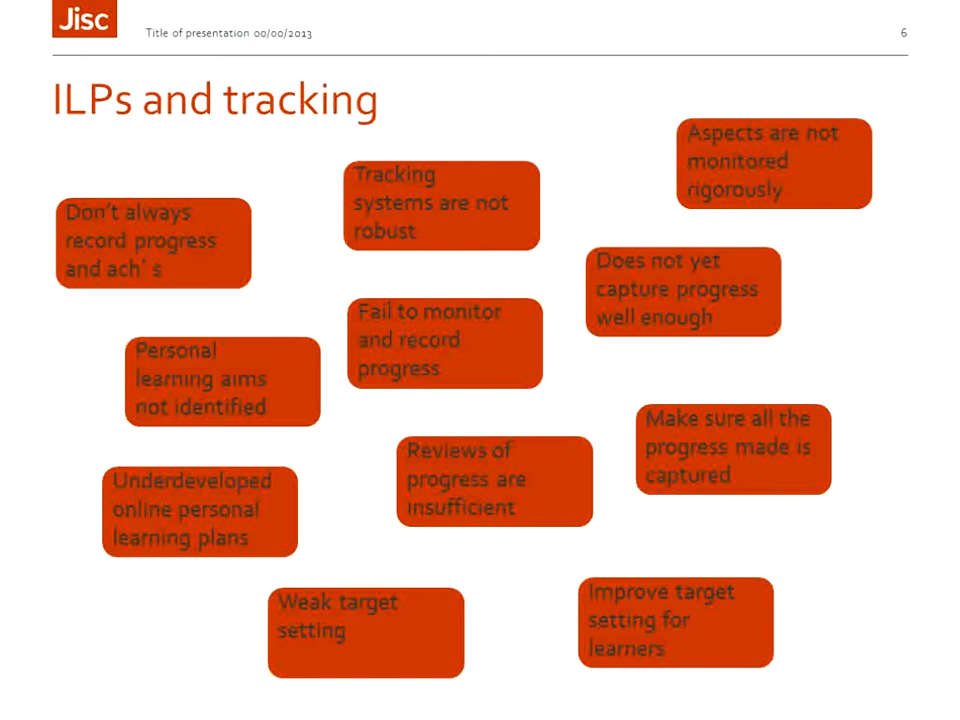 Jisc
Title of presentation 00/00/2013
6
ILPs and tracking
Aspects are not
monitored
rigorously
Tracking
systems are not
robust
Don't always
record progress
and ach´ s
Does not yet
capture progress
well enough
Fail to monitor
and record
progress
Personal
learning aims
not identified
Make sure all the
progress made is
captured
Reviews of
progress are
insufficient
Underdeveloped
online personal
learning plans
Weak target
setting
Improve target
setting for
learners